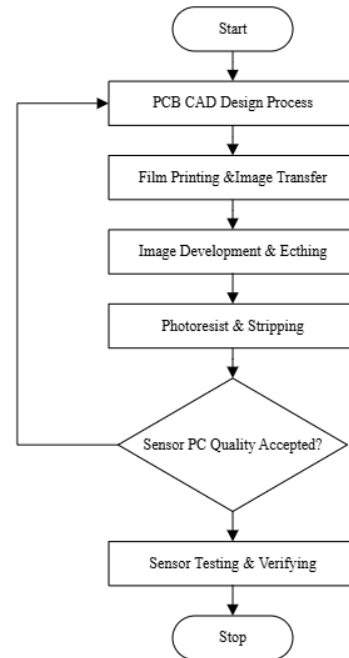 Start
PCB CAD Design Process
Film Printing &Image Transfer
Image Development & Ecthing
Photoresist & Stripping
Sensor PC Quality Accepted?
Sensor Testing & Verifying
Stop